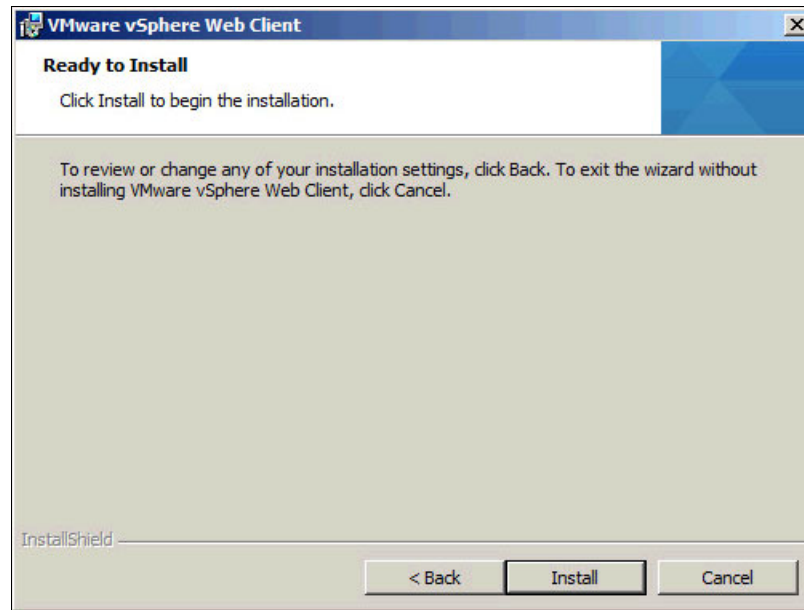 VMware vSphere Web Client
Ready to Install
Click Install to begin the installation.
To review or change any of your installation settings, click Back. To exit the wizard without
installing VMware vSphere Web Client, click Cancel.
InstallShield
< Back Install Cancel